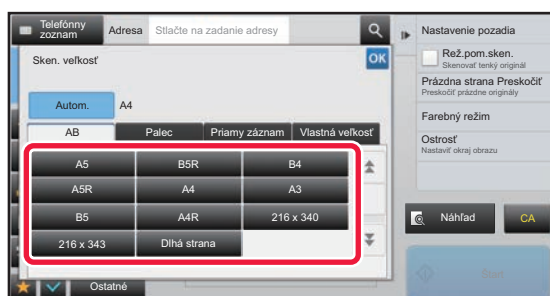 Telefónny
zoznam
Adresa
Stlačte na zadanie adresy
Sken. veľkosť
OK
Autom.
A4
AB
Palec
Priamy záznam
Vlastná veľkosť
A5
B5R
B4
A5R
A4
A3
B5
A4R
216 x 340
216 x 343
Dlhá strana
Ostatné
Nastavenie pozadia
Rež.pom.sken.
Skenovať tenký originál
Prázdna strana Preskočiť
Preskočiť prázdne originály
Farebný režim
Ostrosť
Nastaviť okraj obrazu
Náhľad
CA
Štart